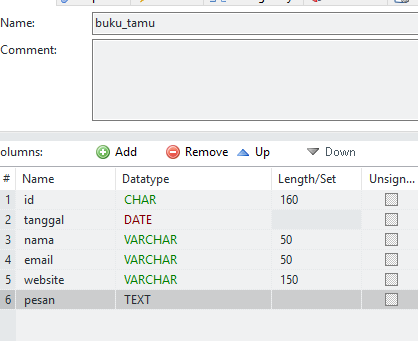 Name: buku_tamu
Comment:
olumns: Add Remove Up Down
# Name Datatype Length/Set Unsign...
1 id CHAR 160
2 tanggal DATE
3 nama VARCHAR 50
4 email VARCHAR 50
5 website VARCHAR 150
6 pesan TEXT